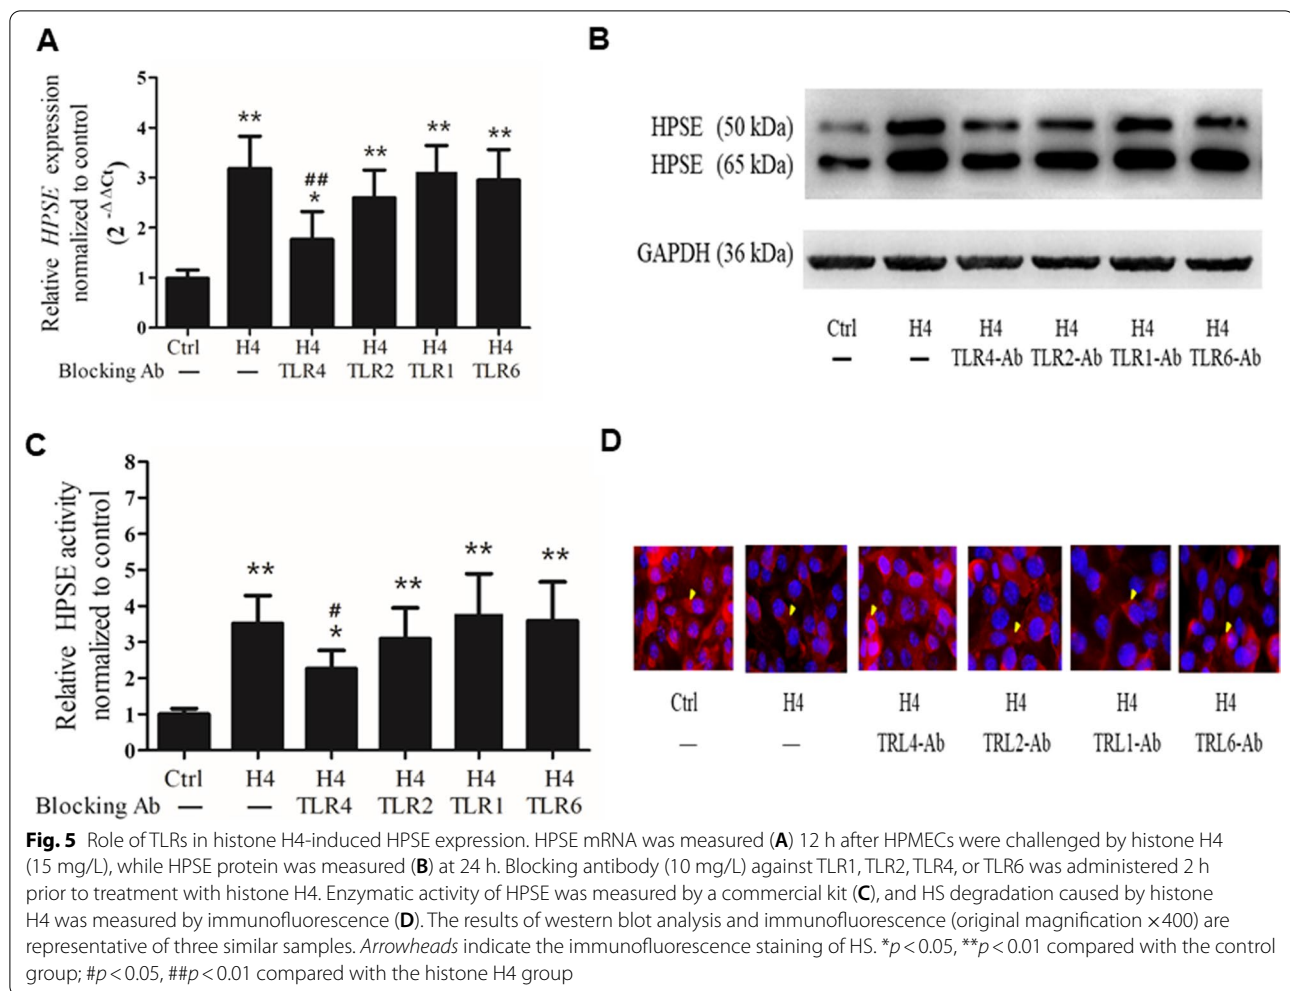 A
Relative HPSE expression
normalized to control
(2 -ΔΔCt)
5
4
3
2
1
0
**
##
*
**
**
**
Ctrl H4 H4 H4 H4 H4
Blocking Ab — — TLR4 TLR2 TLR1 TLR6
B
HPSE (50 kDa)
HPSE (65 kDa)
GAPDH (36 kDa)
Ctrl H4 H4 H4 H4 H4
— — TLR4-Ab TLR2-Ab TLR1-Ab TLR6-Ab
C
Relative HPSE activity
normalized to control
8
7
6
5
4
3
2
1
0
**
#
*
**
**
**
Ctrl H4 H4 H4 H4 H4
Blocking Ab — — TLR4 TLR2 TLR1 TLR6
D
Ctrl H4 H4 H4 H4 H4
— — TRL4-Ab TRL2-Ab TRL1-Ab TRL6-Ab
Fig. 5 Role of TLRs in histone H4-induced HPSE expression. HPSE mRNA was measured (A) 12 h after HPMECs were challenged by histone H4
(15 mg/L), while HPSE protein was measured (B) at 24 h. Blocking antibody (10 mg/L) against TLR1, TLR2, TLR4, or TLR6 was administered 2 h
prior to treatment with histone H4. Enzymatic activity of HPSE was measured by a commercial kit (C), and HS degradation caused by histone
H4 was measured by immunofluorescence (D). The results of western blot analysis and immunofluorescence (original magnification ×400) are
representative of three similar samples. Arrowheads indicate the immunofluorescence staining of HS. *p < 0.05, **p < 0.01 compared with the control
group; #p < 0.05, ##p < 0.01 compared with the histone H4 group